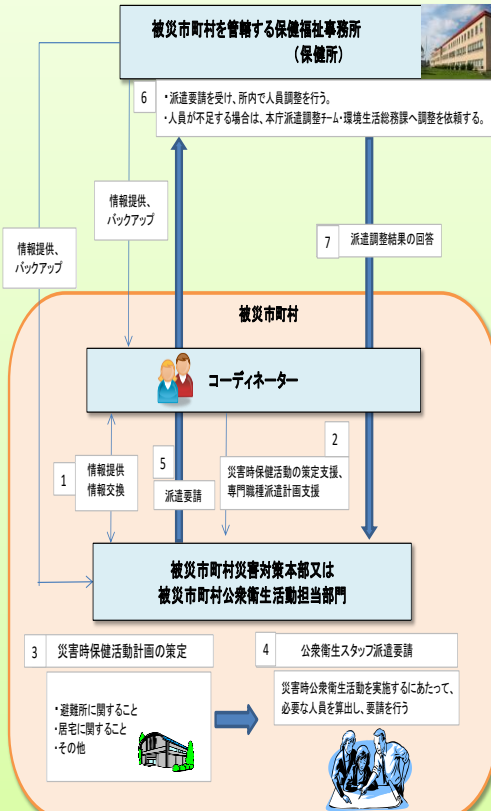 被災市町村を管轄する保健福祉事務所
（保健所）
6
・派遣要請を受け、所内で人員調整を行う。
・人員が不足する場合は、本庁派遣調整チーム・環境生活総務課へ調整を依頼する。
情報提供、
バックアップ
情報提供、
バックアップ
7
派遣調整結果の回答
被災市町村
コーディネーター
1
情報提供
情報交換
5
派遣要請
2
災害時保健活動の策定支援、
専門職種派遣計画支援
被災市町村災害対策本部又は
被災市町村公衆衛生活動担当部門
3
災害時保健活動計画の策定
・避難所に関すること
・居宅に関すること
・その他
4
公衆衛生スタッフ派遣要請
災害時公衆衛生活動を実施するにあたって、
必要な人員を算出し、要請を行う